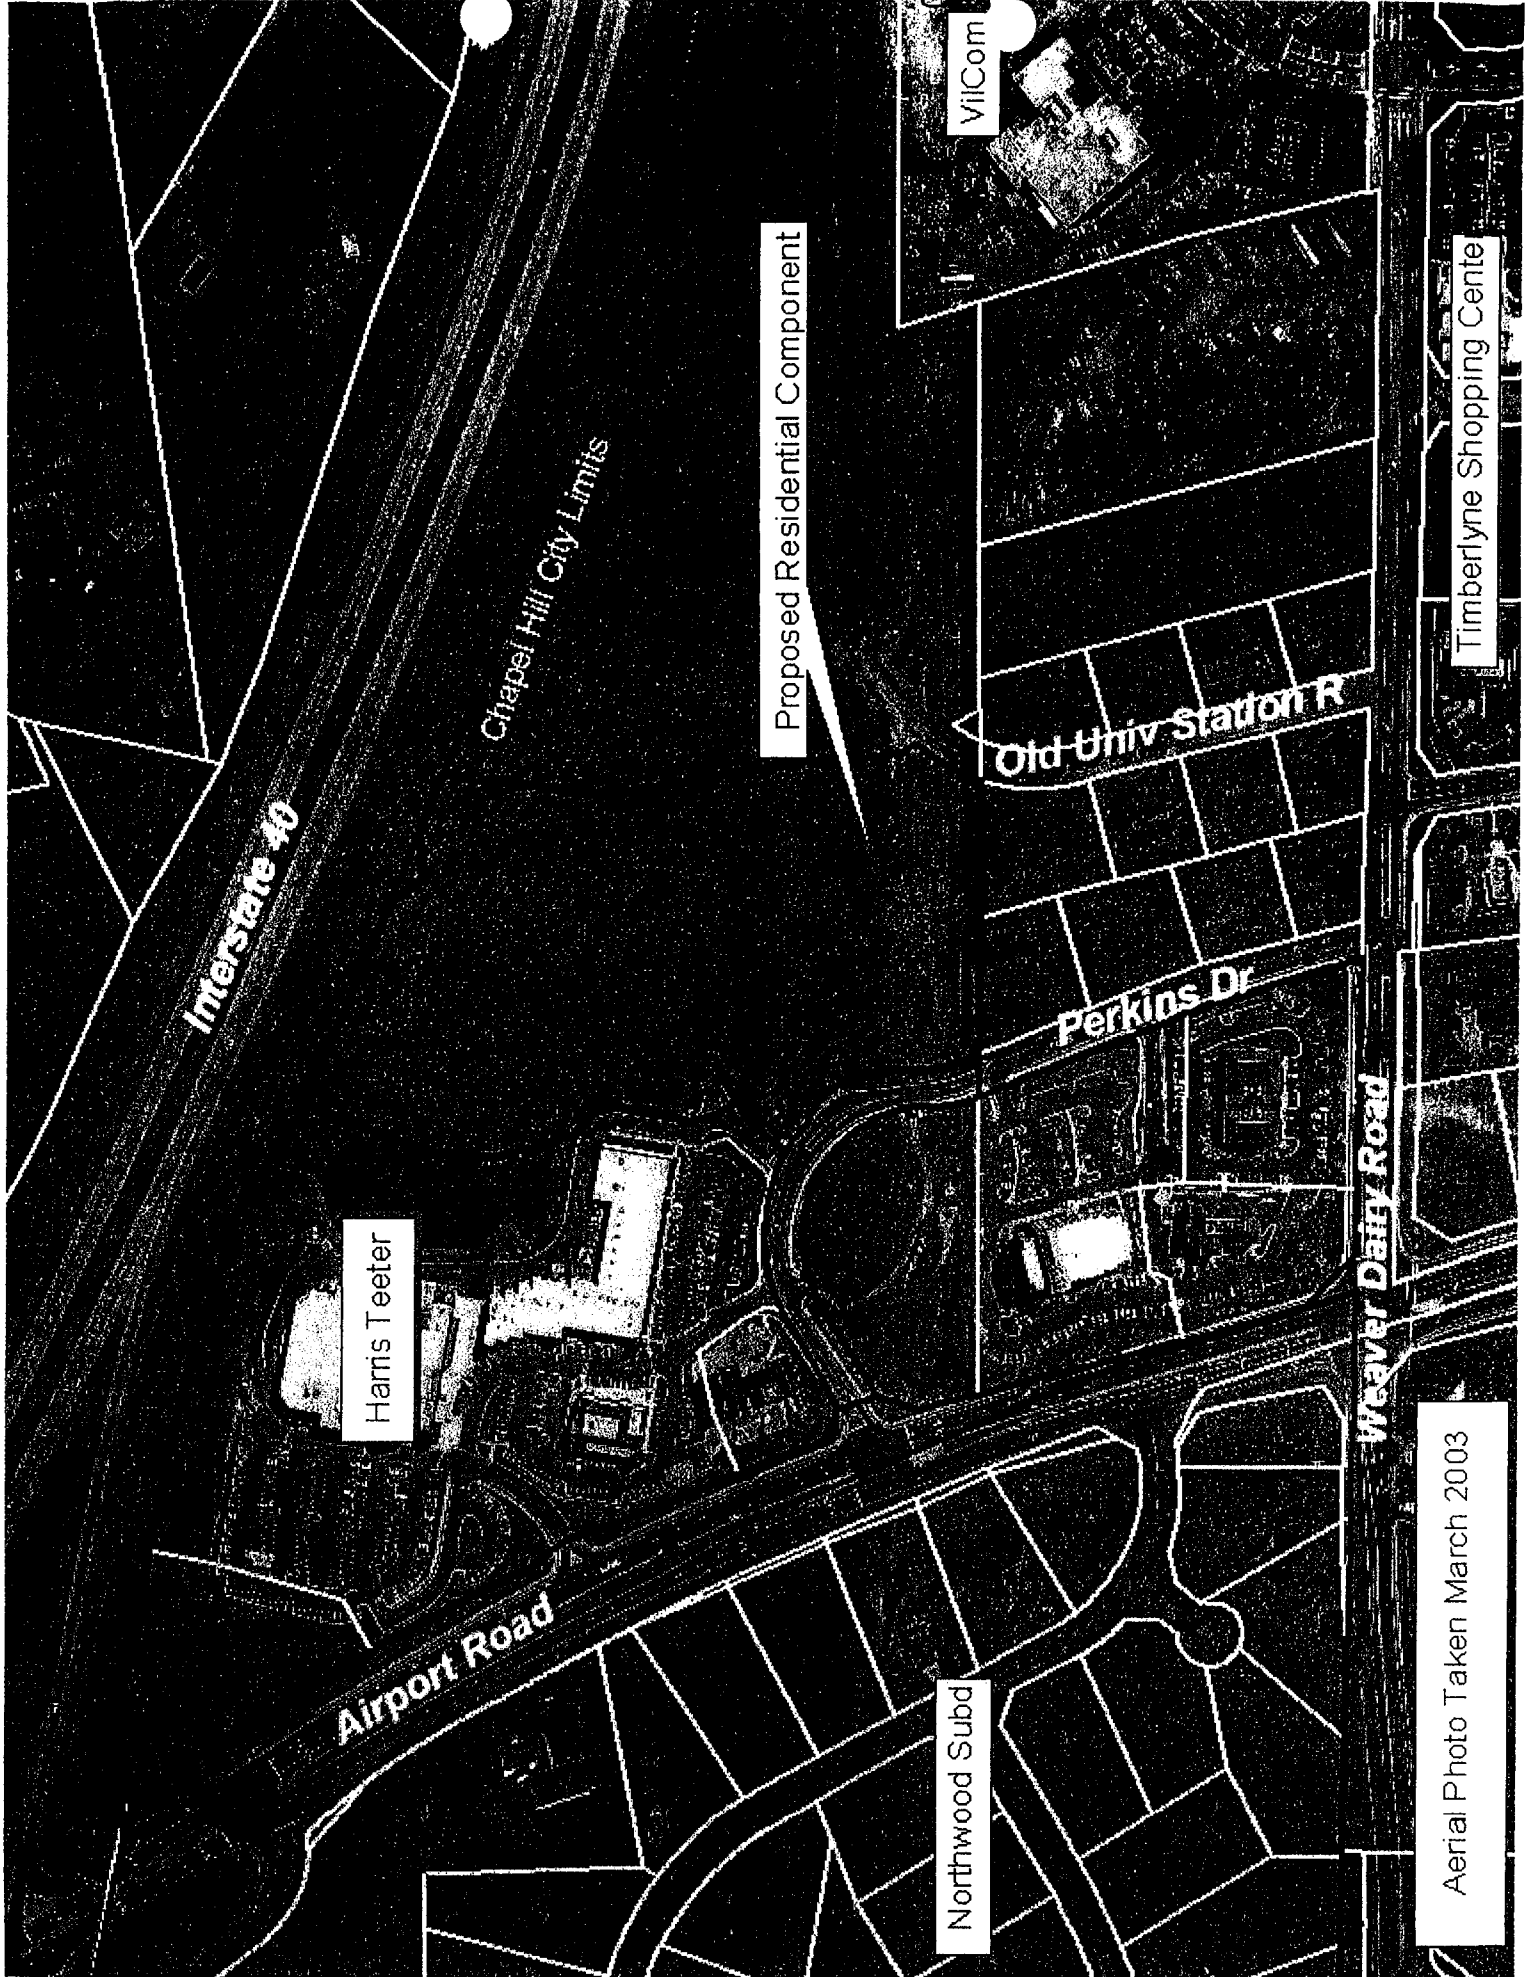 Interstate 40
Chapel Hill City Limits
VilCom
Proposed Residential Component
Harris Teeter
Airport Road
Old Univ Station R
Perkins Dr
Weaver Dairy Road
Timberlyne Shopping Cente
Northwood Subd
Aerial Photo Taken March 2003